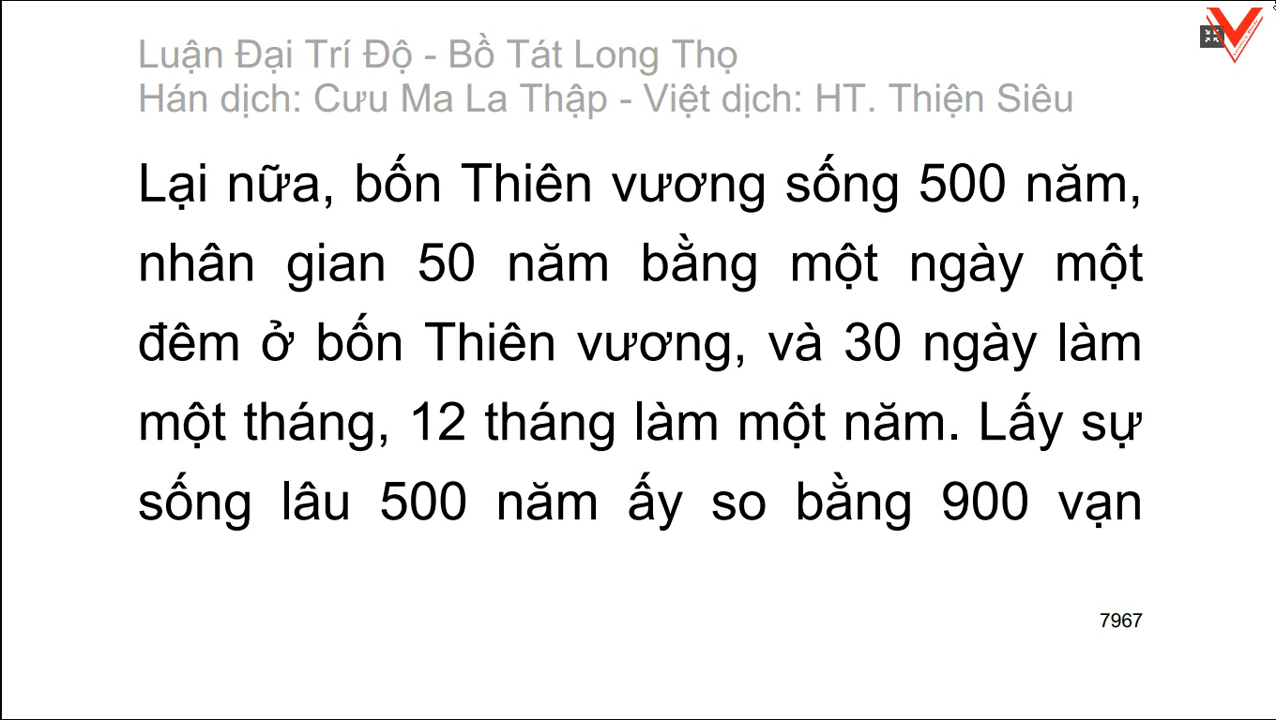 Luận Đại Trí Độ - Bồ Tát Long Thọ
Hán dịch: Cưu Ma La Thập - Việt dịch: HT. Thiện Siêu
Lại nữa, bốn Thiên vương sống 500 năm,
nhân gian 50 năm bằng một ngày một
đêm ở bốn Thiên vương, và 30 ngày làm
một tháng, 12 tháng làm một năm. Lấy sự
sống lâu 500 năm ấy so bằng 900 vạn
7967